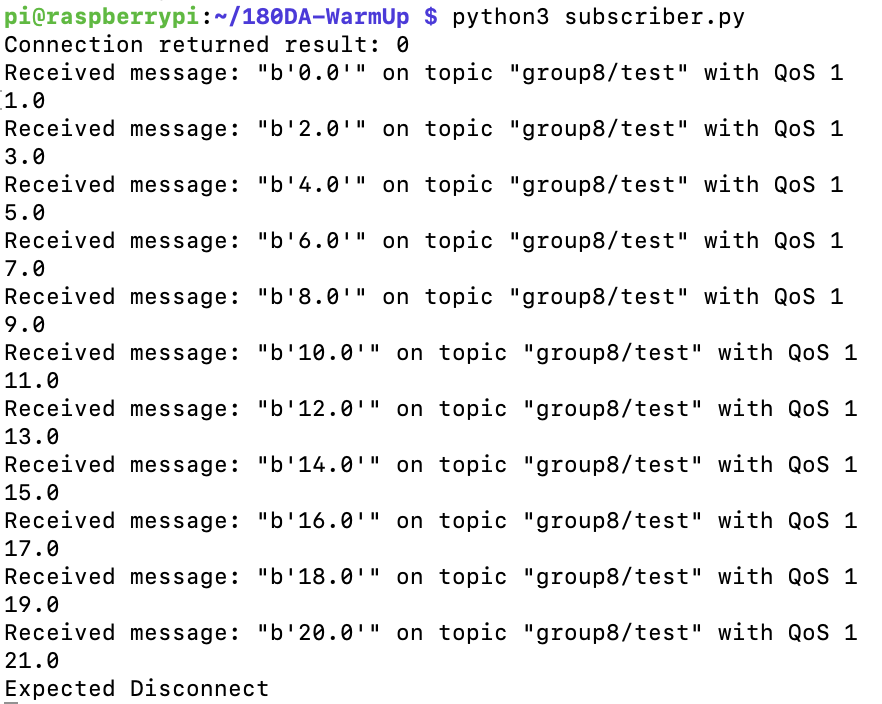 pi@raspberrypi:~/180DA-WarmUp $ python3 subscriber.py
Connection returned result: 0
Received message: "b'0.0'" on topic "group8/test" with QoS 1
1.0
Received message: "b'2.0'" on topic "group8/test" with QoS 1
3.0
Received message: "b'4.0'" on topic "group8/test" with QoS 1
5.0
Received message: "b'6.0'" on topic "group8/test" with QoS 1
7.0
Received message: "b'8.0'" on topic "group8/test" with QoS 1
9.0
Received message: "b'10.0'" on topic "group8/test" with QoS 1
11.0
Received message: "b'12.0'" on topic "group8/test" with QoS 1
13.0
Received message: "b'14.0'" on topic "group8/test" with QoS 1
15.0
Received message: "b'16.0'" on topic "group8/test" with QoS 1
17.0
Received message: "b'18.0'" on topic "group8/test" with QoS 1
19.0
Received message: "b'20.0'" on topic "group8/test" with QoS 1
21.0
Expected Disconnect